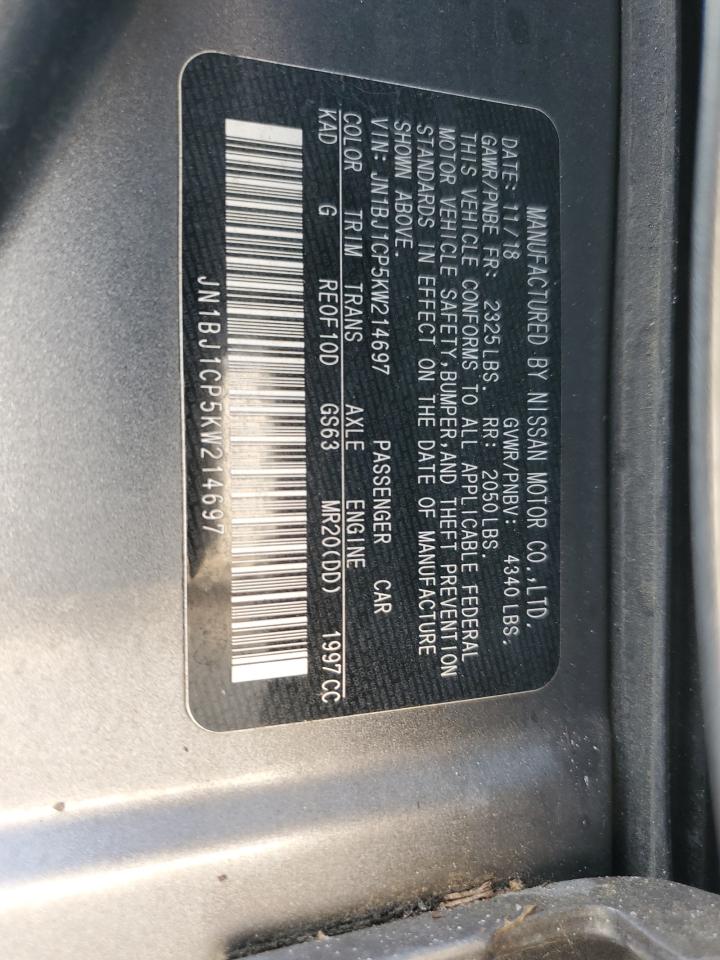 MANUFACTURED BY NISSAN MOTOR CO.,LTD.
DATE: 11/18 GVWR/PNBV: 4340 LBS.
GAWR/PNBE FR: 2325 LBS. RR: 2050 LBS.
THIS VEHICLE CONFORMS TO ALL APPLICABLE FEDERAL
MOTOR VEHICLE SAFETY,BUMPER,AND THEFT PREVENTION
STANDARDS IN EFFECT ON THE DATE OF MANUFACTURE
SHOWN ABOVE.
VIN: JN1BJ1CP5KW214697 PASSENGER CAR
COLOR TRIM TRANS AXLE ENGINE
KAD G REOF10D GS63 MR20(DD) 1997CC
JN1BJ1CP5KW214697